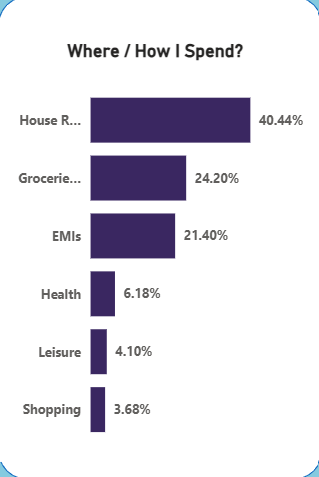 Where / How I Spend?
House R... 40.44%
Grocerie... 24.20%
EMIs 21.40%
Health 6.18%
Leisure 4.10%
Shopping 3.68%